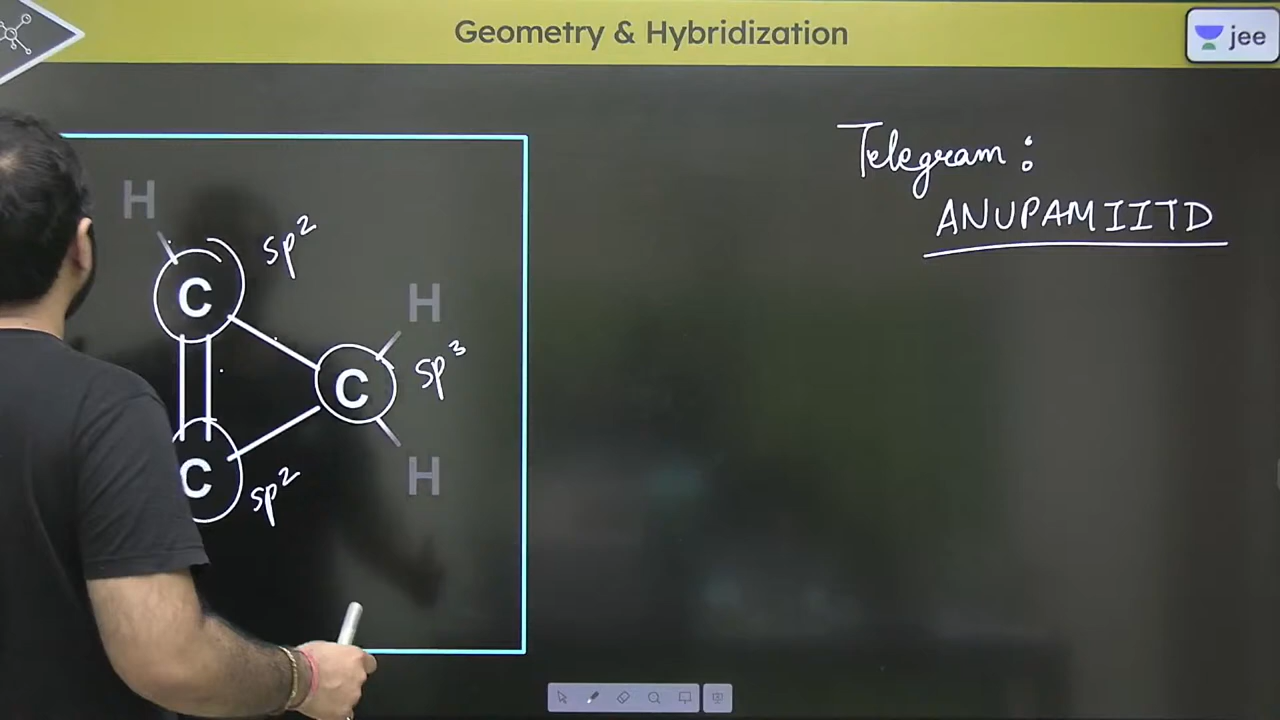 Geometry & Hybridization
jee
Telegram:
ANUPAMIITD
H
sp²
C
H
C
sp³
C
sp²
H